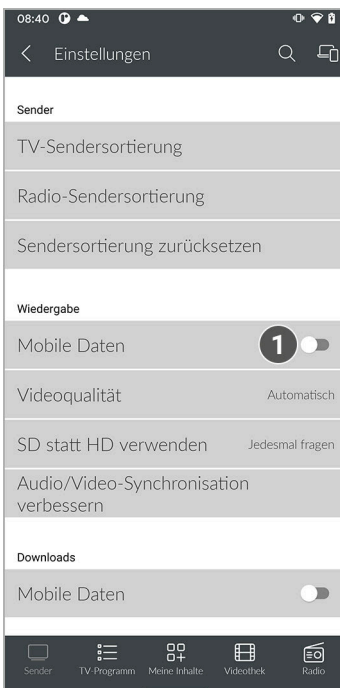 08:40
Einstellungen
Sender
TV-Sendersortierung
Radio-Sendersortierung
Sendersortierung zurücksetzen
Wiedergabe
Mobile Daten 1
Videoqualität Automatisch
SD statt HD verwenden Jedesmal fragen
Audio/Video-Synchronisation
verbessern
Downloads
Mobile Daten
Sender TV-Programm Meine Inhalte Videothek Radio